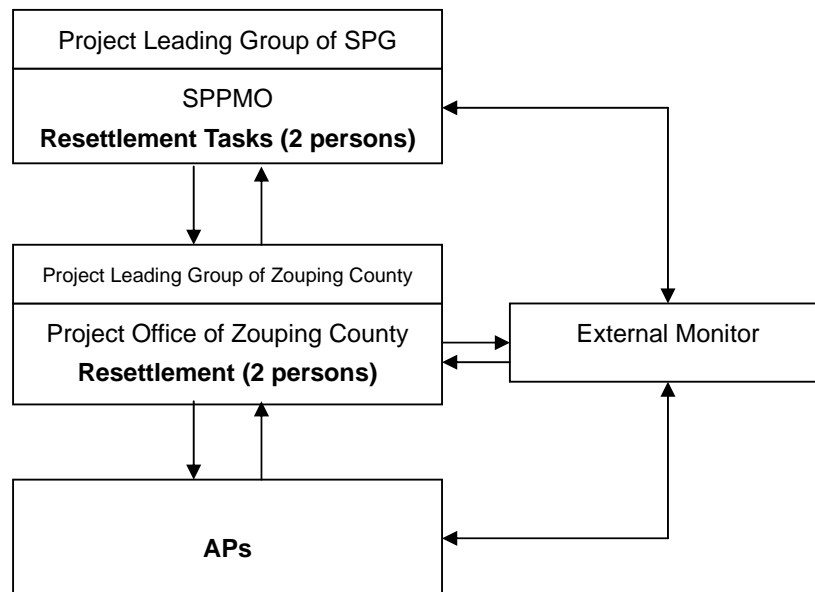 Project Leading Group of SPG
SPPMO
Resettlement Tasks (2 persons)
Project Leading Group of Zouping County
Project Office of Zouping County
Resettlement (2 persons)
External Monitor
APs